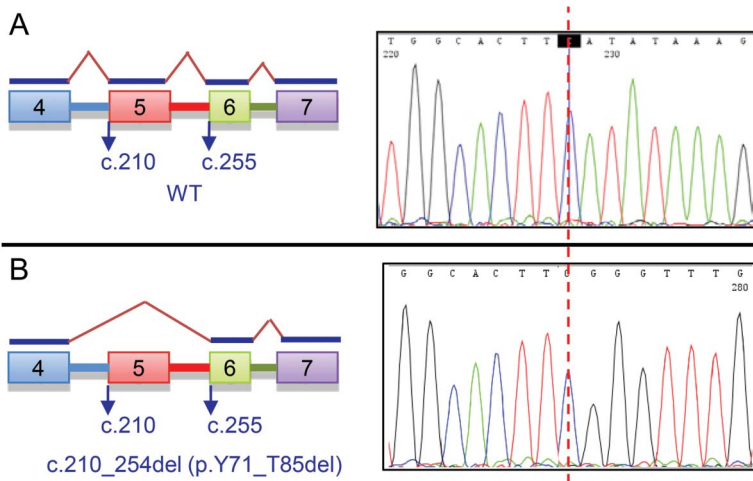 A
4 5 6 7
c.210 c.255
WT
T G G C A C T T C A T A T A A A G
220 230
B
4 5 6 7
c.210 c.255
c.210_254del (p.Y71_T85del)
G G C A C T T C G G G T T T G
280